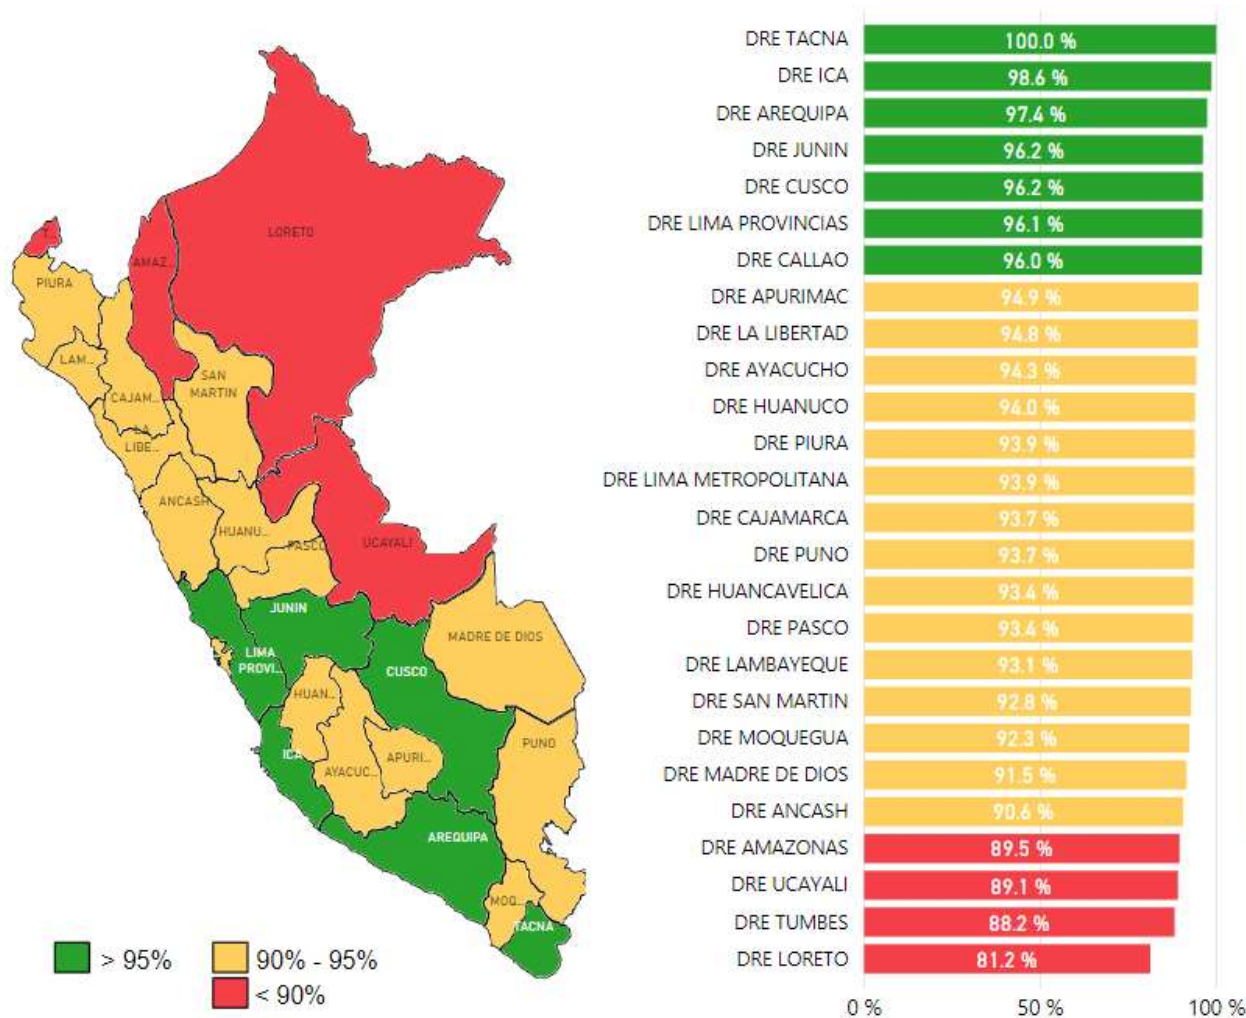 LORETO
T...
AMAZ...
PIURA
LAM...
SAN
MARTIN
CAJAM...
LA
LIBE...
ANCASH
HUANU...
PASCO
UCAYALI
JUNIN
MADRE DE DIOS
LIMA
PROVI...
CUSCO
HUAN...
ICA
PUNO
APURI...
AYACUC...
AREQUIPA
MOQ...
TACNA
> 95%
90% - 95%
< 90%
DRE TACNA 100.0 %
DRE ICA 98.6 %
DRE AREQUIPA 97.4 %
DRE JUNIN 96.2 %
DRE CUSCO 96.2 %
DRE LIMA PROVINCIAS 96.1 %
DRE CALLAO 96.0 %
DRE APURIMAC 94.9 %
DRE LA LIBERTAD 94.8 %
DRE AYACUCHO 94.3 %
DRE HUANUCO 94.0 %
DRE PIURA 93.9 %
DRE LIMA METROPOLITANA 93.9 %
DRE CAJAMARCA 93.7 %
DRE PUNO 93.7 %
DRE HUANCAVELICA 93.4 %
DRE PASCO 93.4 %
DRE LAMBAYEQUE 93.1 %
DRE SAN MARTIN 92.8 %
DRE MOQUEGUA 92.3 %
DRE MADRE DE DIOS 91.5 %
DRE ANCASH 90.6 %
DRE AMAZONAS 89.5 %
DRE UCAYALI 89.1 %
DRE TUMBES 88.2 %
DRE LORETO 81.2 %
0 % 50 % 100 %